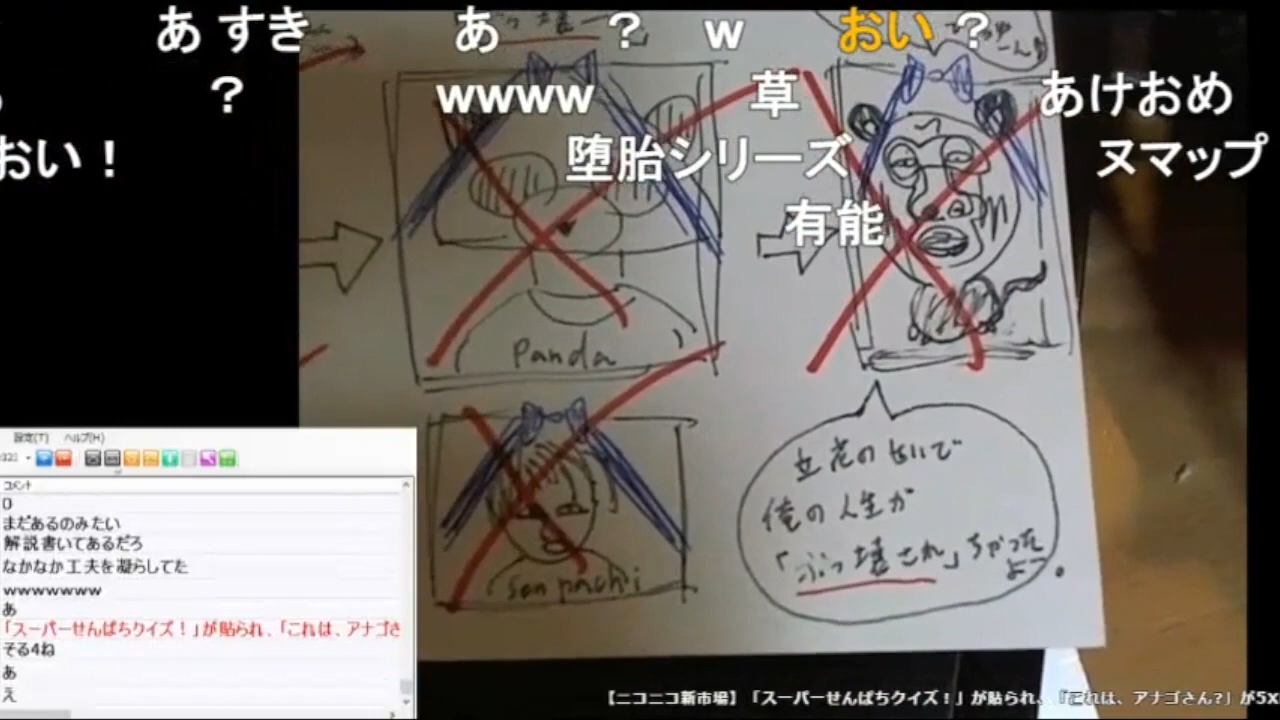 あ すき
あ
？
w
おい
？
？
wwww
草
あけおめ
おい！
堕胎シリーズ
ヌマップ
有能
panda
sen pachi
立花のせいで
俺の人生が
「ぶっ壊され」ちゃった
よー。
設定(T)
ヘルプ(H)
コメント
0
まだあるのみたい
解説書いてあるだろ
なかなか工夫を凝らしてた
wwwwwww
あ
「スーパーせんぱちクイズ！」が貼られ、「これは、アナゴさ
そる4ね
あ
え
【ニコニコ新市場】「スーパーせんぱちクイズ！」が貼られ、「これは、アナゴさん?」が5x